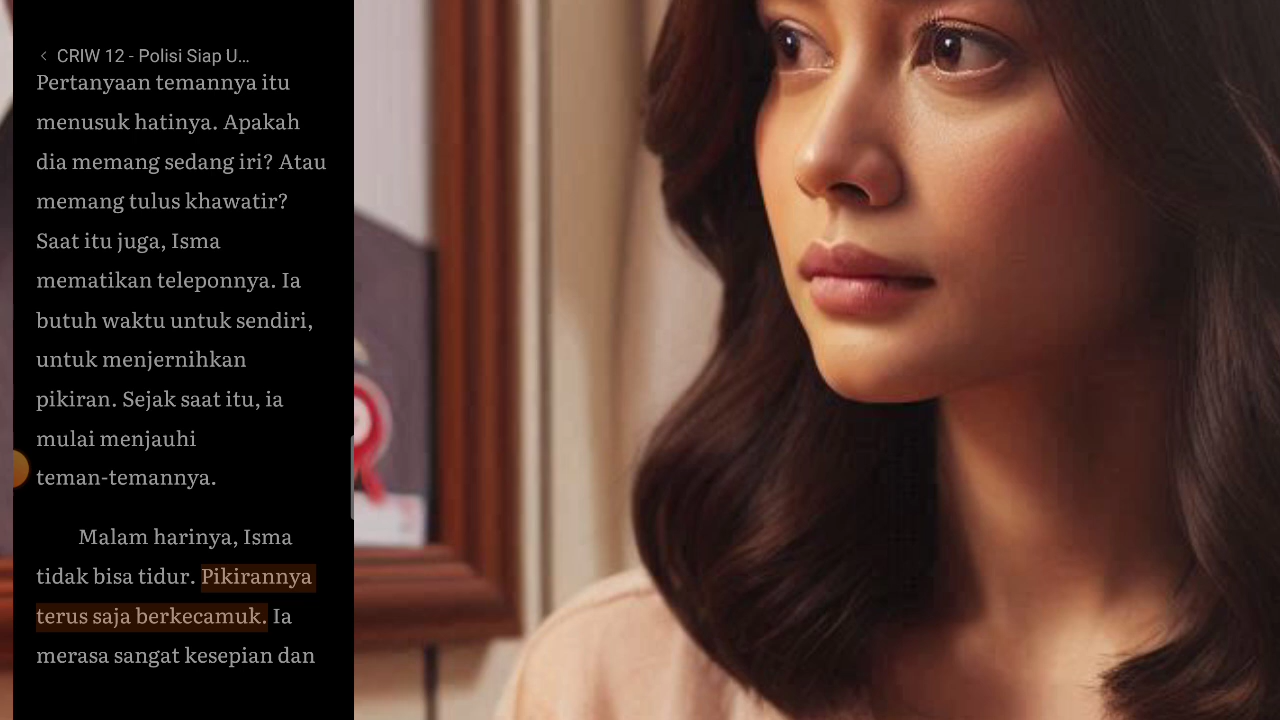 < CRIW 12 - Polisi Siap U...
Pertanyaan temannya itu
menusuk hatinya. Apakah
dia memang sedang iri? Atau
memang tulus khawatir?
Saat itu juga, Isma
mematikan teleponnya. Ia
butuh waktu untuk sendiri,
untuk menjernihkan
pikiran. Sejak saat itu, ia
mulai menjauhi
teman-temannya.
Malam harinya, Isma
tidak bisa tidur. Pikirannya
terus saja berkecamuk. Ia
merasa sangat kesepian dan